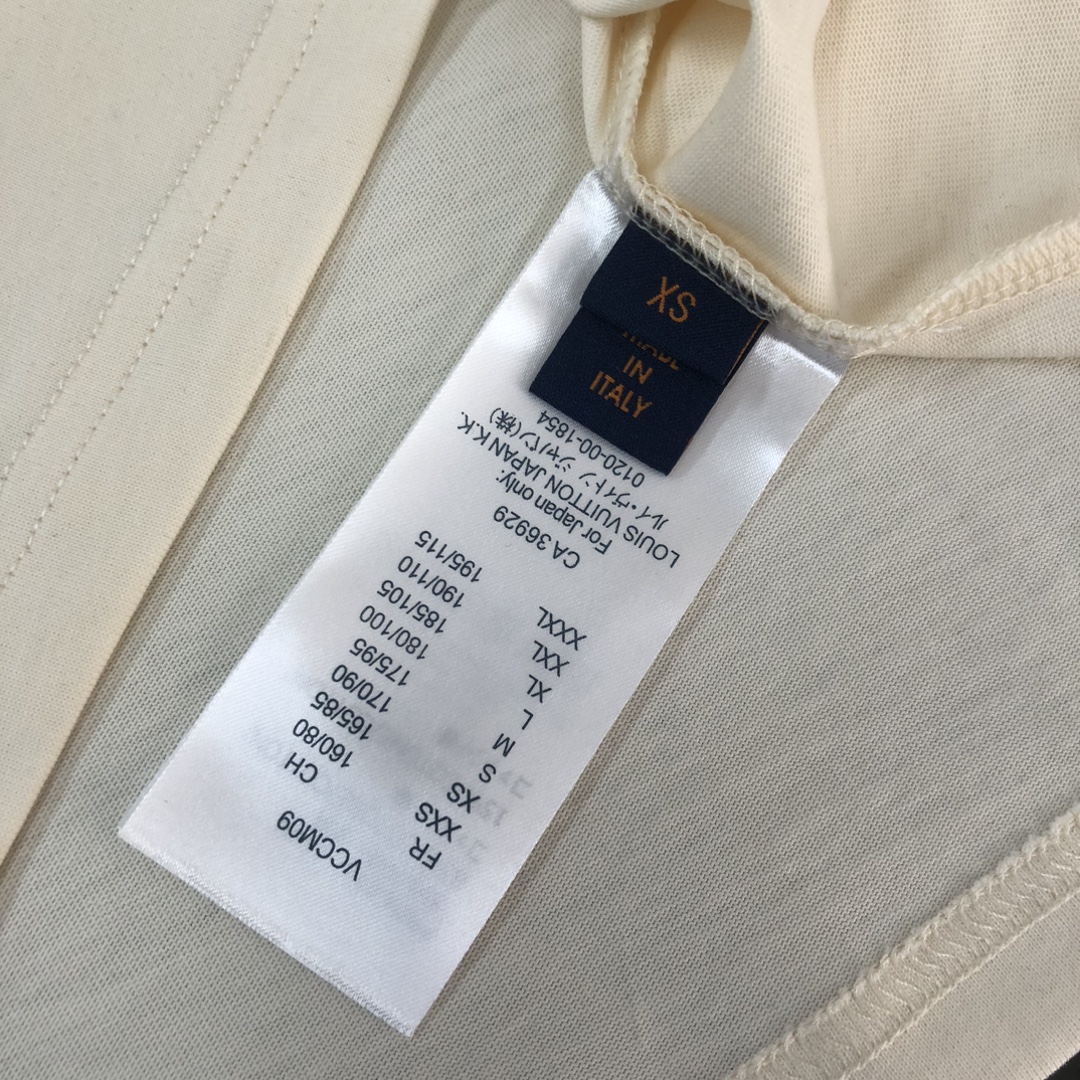 XS
MADE
IN
ITALY
VCCM09
FR CH
XXS 160/80
XS 165/85
S 170/90
M 175/95
L 180/100
XL 185/105
XXL 190/110
XXXL 195/115
CA 36929
For Japan only:
LOUIS VUITTON JAPAN K.K.
ルイ・ヴィトン ジャパン(株)
0120-00-1854